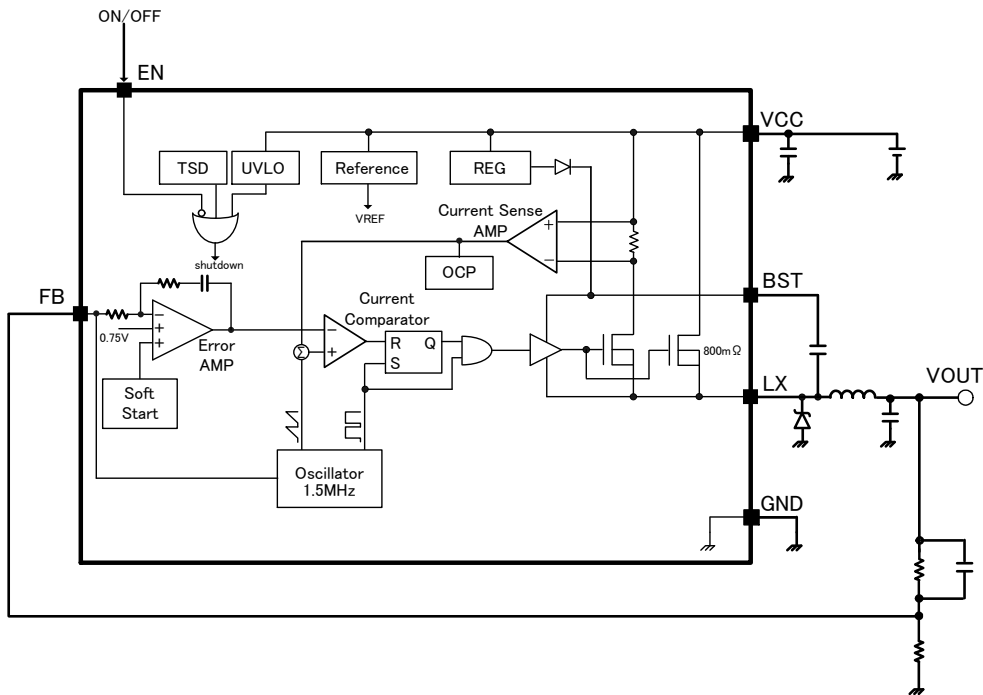 ON/OFF
EN
VCC
TSD
UVLO
Reference
REG
VREF
Current Sense
AMP
+
−
OCP
shutdown
FB
BST
Current
Comparator
−
+
+
0.75V
Error
AMP
−
+
Σ
R
Q
S
800mΩ
LX
VOUT
Soft
Start
Oscillator
1.5MHz
GND